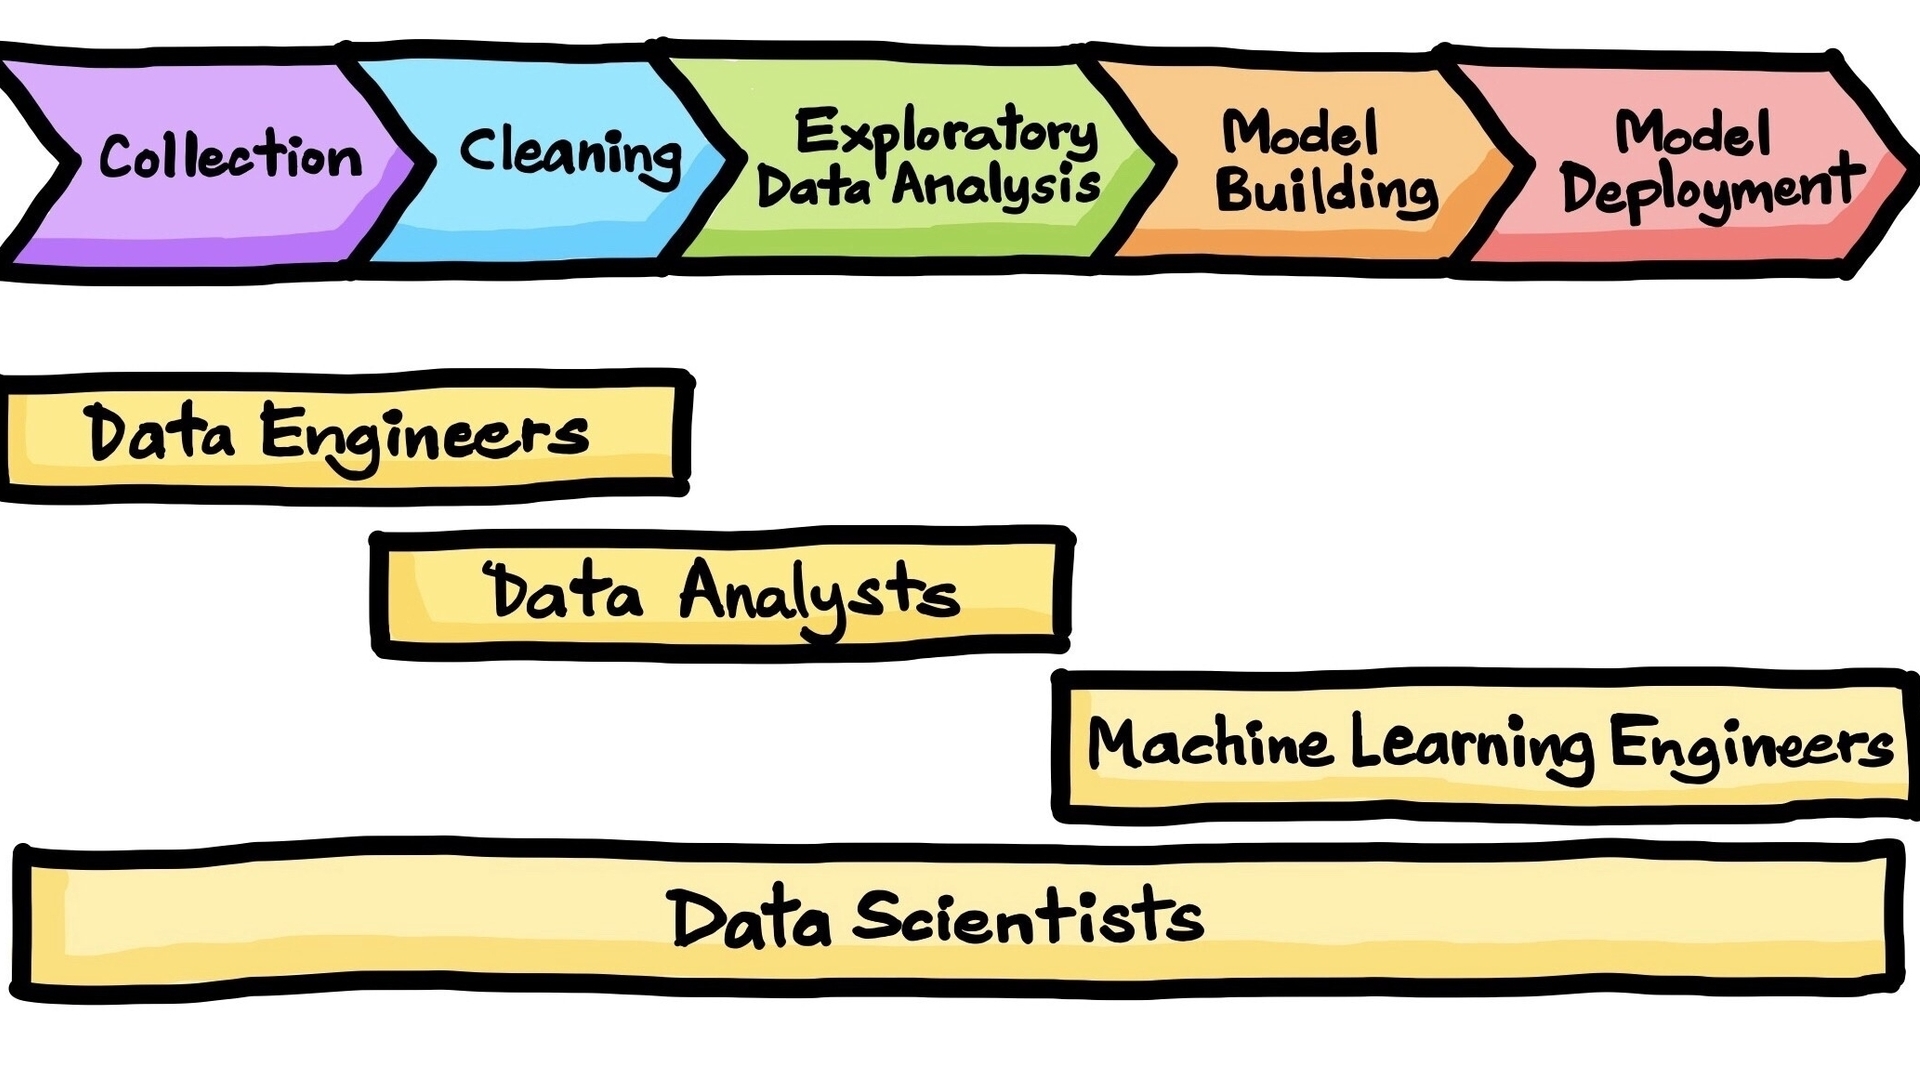 Collection
Cleaning
Exploratory
Data Analysis
Model
Building
Model
Deployment
Data Engineers
Data Analysts
Machine Learning Engineers
Data Scientists